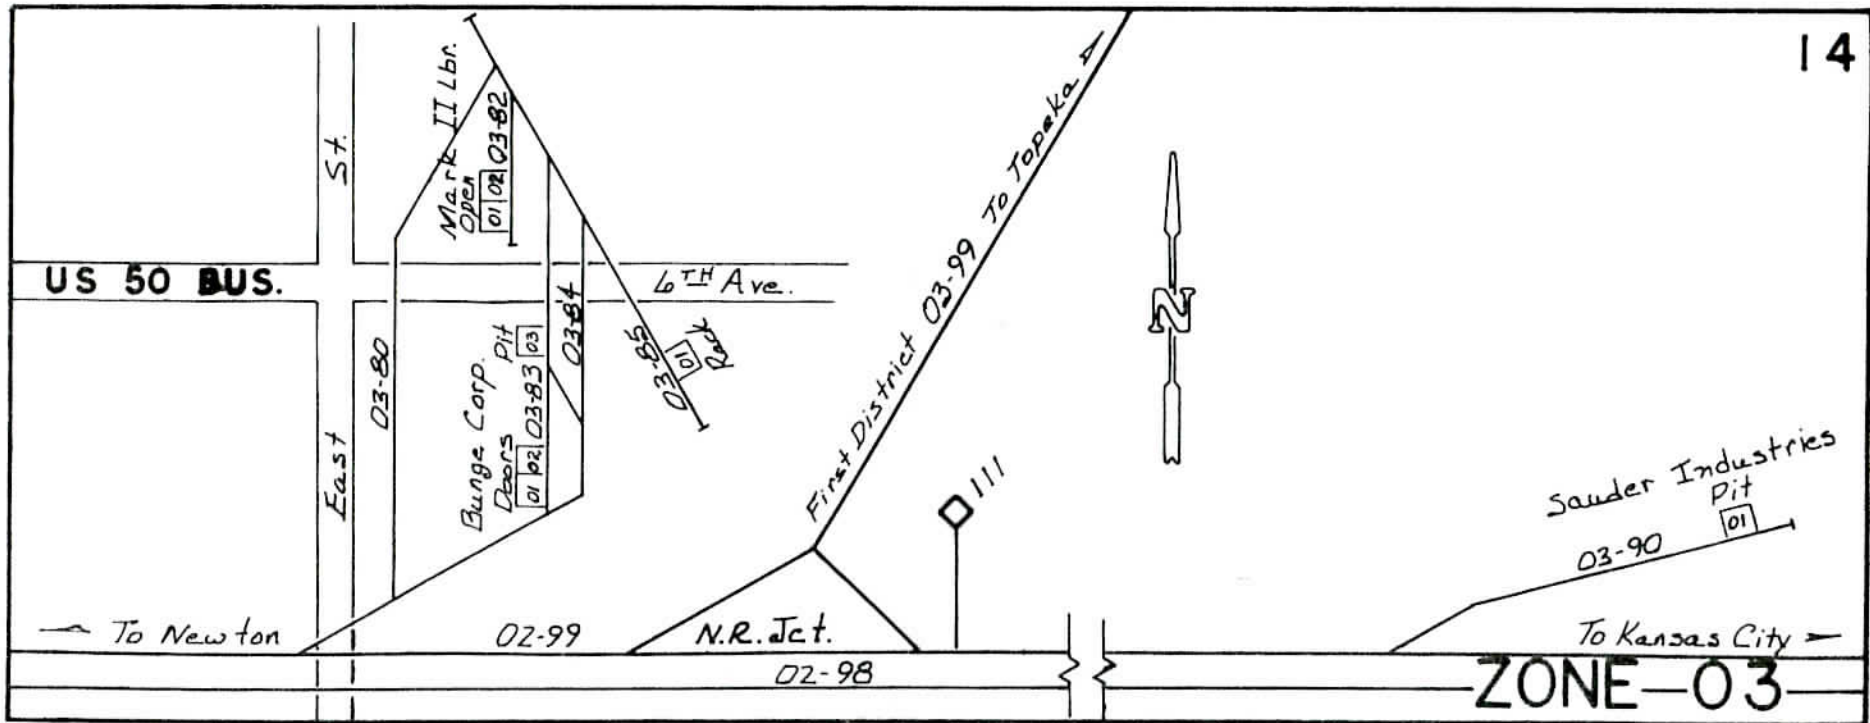 14
St.
Mark II Lbr.
Open
01 02 03-82
US 50 BUS.
6TH Ave.
03-80
East
Bunge Corp.
Doors Pit
01 02 03-83 03
03-84
03-85
01
Rack
First District 03-99 To Topeka
N
111
Sauder Industries
Pit
01
03-90
To Newton
02-99
N.R. Jct.
To Kansas City
02-98
ZONE-03